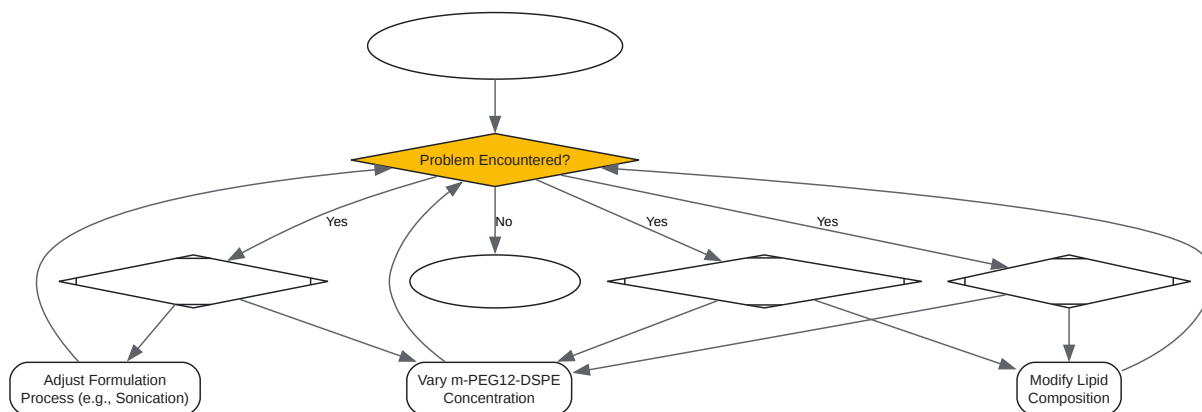 Problem Encountered?
Yes
No
Yes
Yes
Adjust Formulation
Process (e.g., Sonication)
Vary m-PEG12-DSPE
Concentration
Modify Lipid
Composition